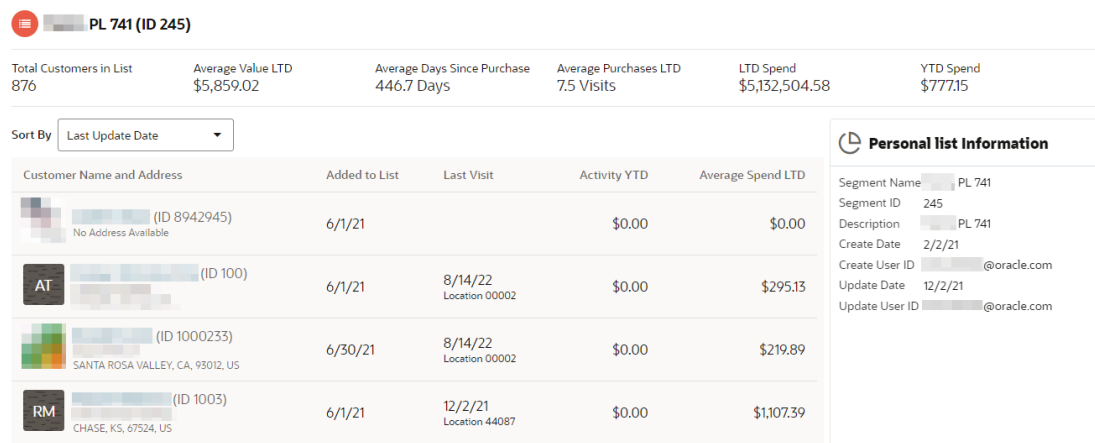 PL 741 (ID 245)
Total Customers in List Average Value LTD Average Days Since Purchase Average Purchases LTD LTD Spend YTD Spend
876 $5,859.02 446.7 Days 7.5 Visits $5,132,504.58 $777.15
Sort By Last Update Date
Customer Name and Address Added to List Last Visit Activity YTD Average Spend LTD
(ID 8942945)
No Address Available
6/1/21 $0.00 $0.00
AT (ID 100)
6/1/21 8/14/22 $0.00 $295.13
Location 00002
(ID 1000233)
SANTA ROSA VALLEY, CA, 93012, US
6/30/21 8/14/22 $0.00 $219.89
Location 00002
RM (ID 1003)
CHASE, KS, 67524, US
6/1/21 12/2/21 $0.00 $1,107.39
Location 44087
Personal list Information
Segment Name PL 741
Segment ID 245
Description PL 741
Create Date 2/2/21
Create User ID @oracle.com
Update Date 12/2/21
Update User ID @oracle.com